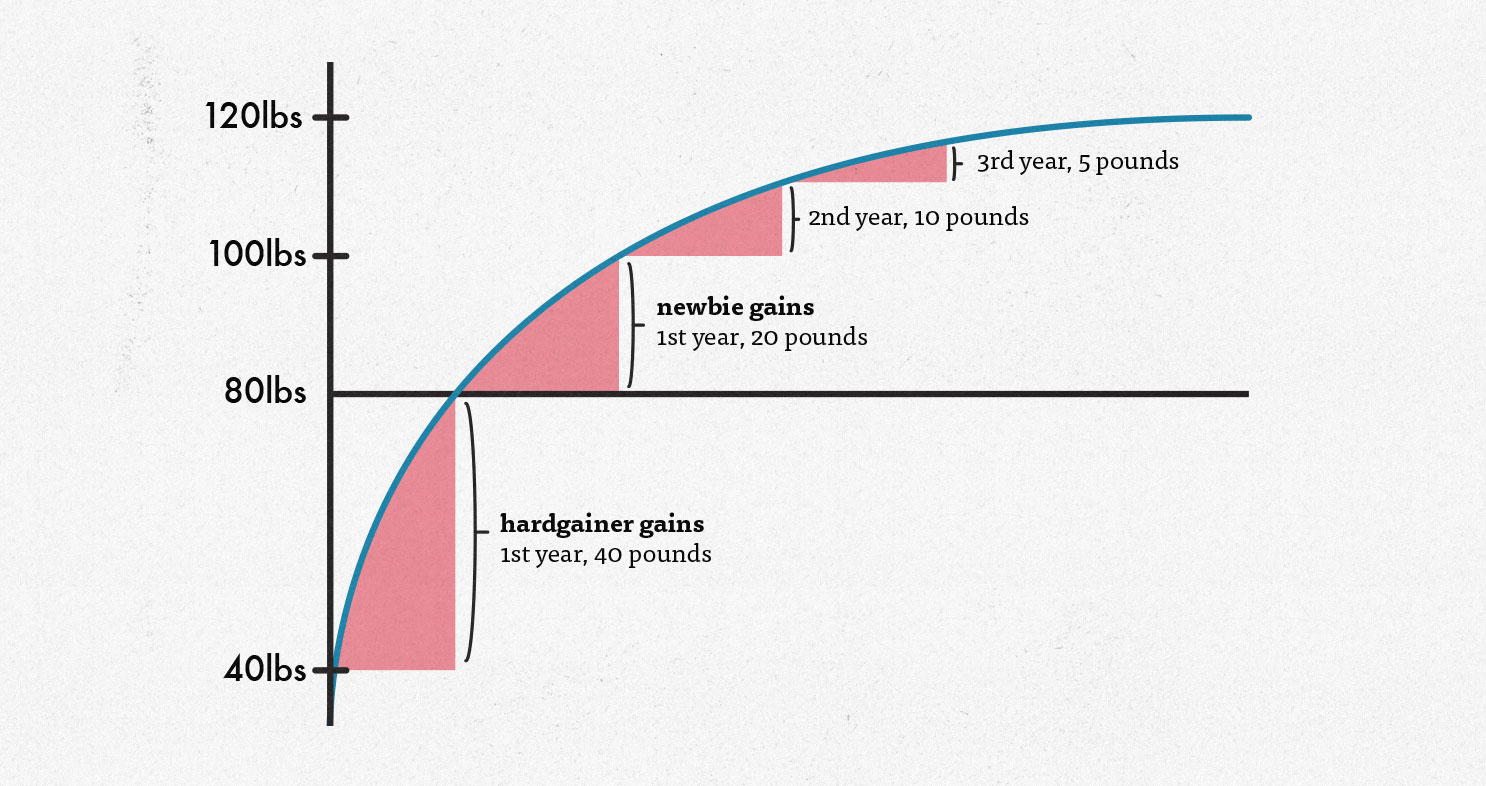 120lbs
3rd year, 5 pounds
2nd year, 10 pounds
100lbs
newbie gains
1st year, 20 pounds
80lbs
hardgainer gains
1st year, 40 pounds
40lbs